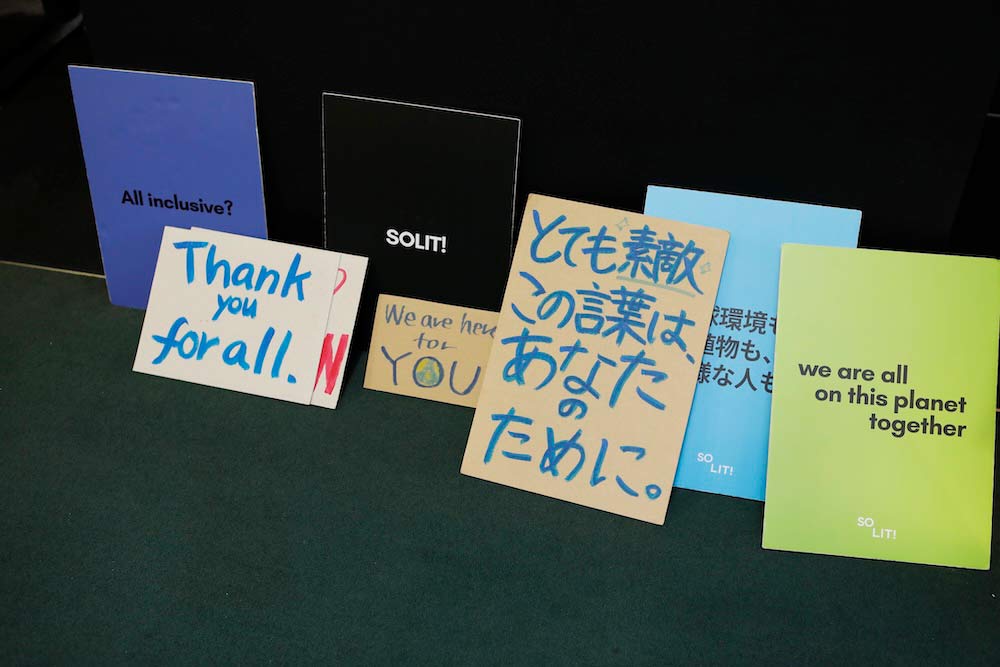 All inclusive?
Thank
you
for all.
N
SOLIT!
We are here
for
YOU
とても素敵
この言葉は、
あなた
の
ために。
球環境も
植物も、
様な人も
SO
LIT!
we are all
on this planet
together
SO
LIT!